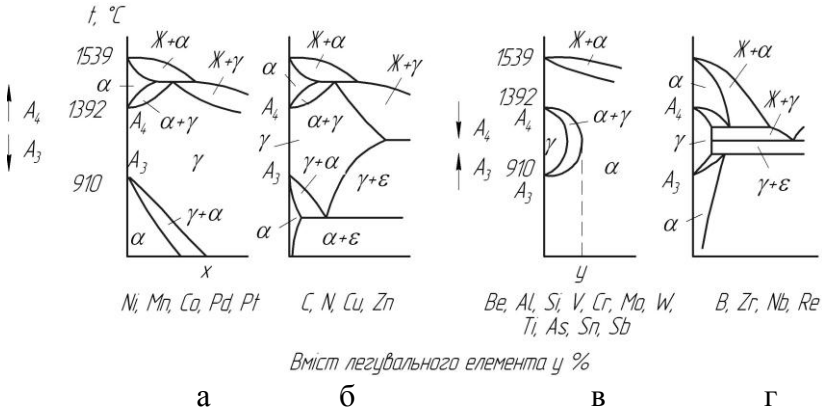 t, °C
1539
Ж+α
α
Ж+γ
1392
A₄
A₄
α+γ
A₃
A₃
γ
910
γ+α
α
x
Ni, Mn, Co, Pd, Pt
Ж+α
α
Ж+γ
A₄
α+γ
γ
A₃
γ+α
γ+ε
α
α+ε
C, N, Cu, Zn
1539
Ж+α
1392
A₄
A₄
α+γ
γ
A₃
910
α
A₃
y
Be, Al, Si, V, Cr, Mo, W,
Ti, As, Sn, Sb
Ж+α
α
Ж+γ
A₄
γ
A₃
γ+ε
α
B, Zr, Nb, Re
Вміст легувального елемента у %
а б в г